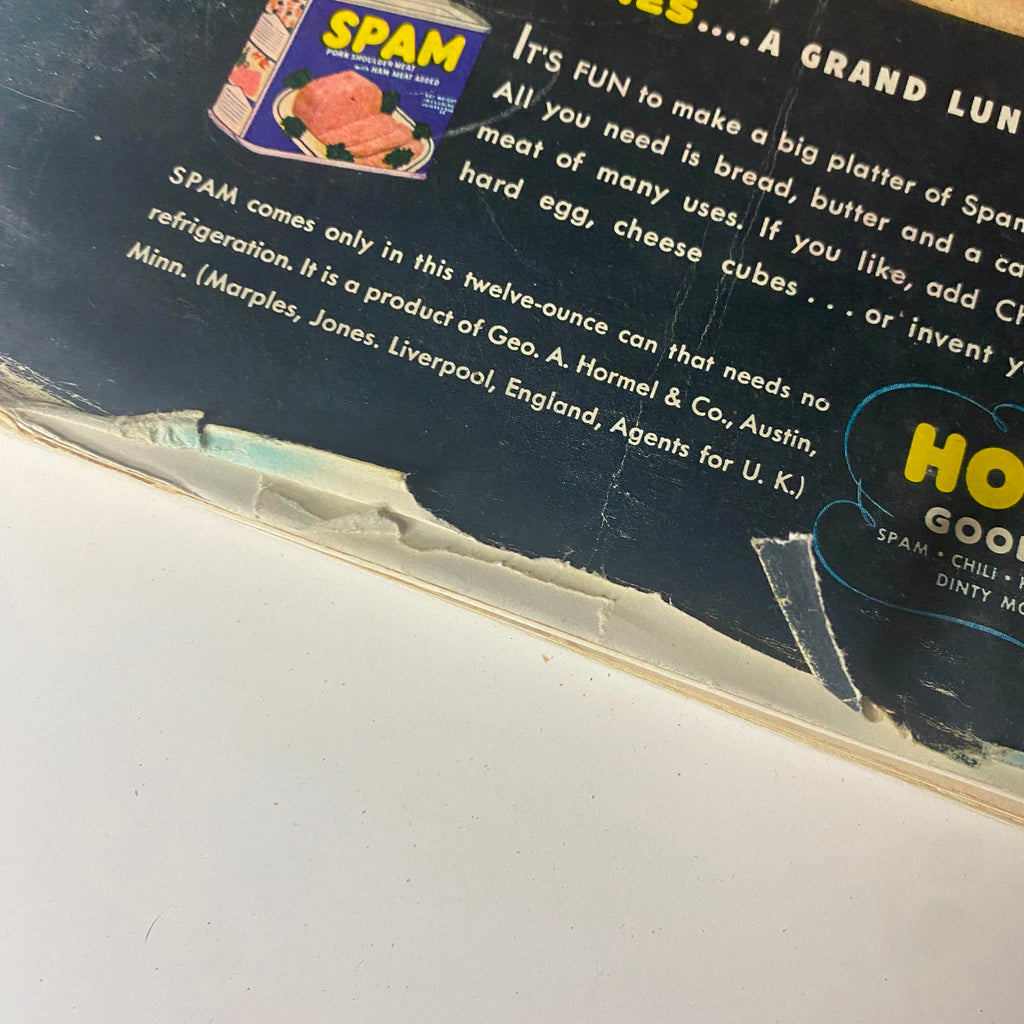 SPAM
PORK SHOULDER MEAT
with HAM MEAT ADDED
ES....A GRAND LUN
IT'S FUN to make a big platter of Spam
All you need is bread, butter and a ca
meat of many uses. If you like, add Ch
hard egg, cheese cubes . . . or invent y
SPAM comes only in this twelve-ounce can that needs no
refrigeration. It is a product of Geo. A. Hormel & Co., Austin,
Minn. (Marples, Jones. Liverpool, England, Agents for U. K.)
HO
GOO
SPAM • CHILI •
DINTY MO